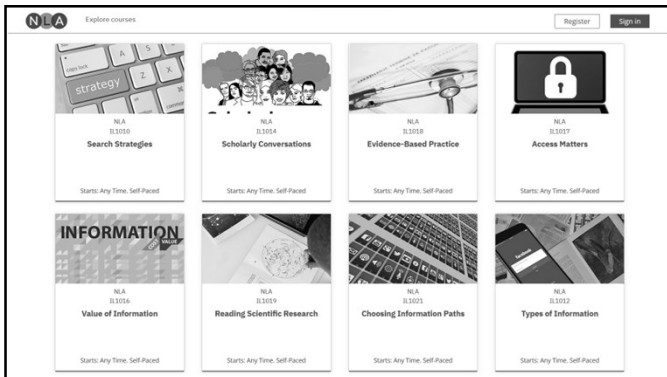 NLA
Explore courses
Register
Sign in
caps lock
strategy
A
Z
S
X
alt
NLA
IL1010
Search Strategies
Starts: Any Time. Self-Paced
NLA
IL1014
Scholarly Conversations
Starts: Any Time. Self-Paced
NLA
IL1018
Evidence-Based Practice
Starts: Any Time. Self-Paced
NLA
IL1017
Access Matters
Starts: Any Time. Self-Paced
INFORMATION
COST
VALUE
NLA
IL1016
Value of Information
Starts: Any Time. Self-Paced
NLA
IL1019
Reading Scientific Research
Starts: Any Time. Self-Paced
NLA
IL1021
Choosing Information Paths
Starts: Any Time. Self-Paced
facebook
NLA
IL1012
Types of Information
Starts: Any Time. Self-Paced